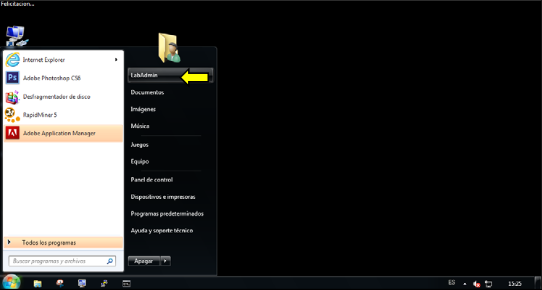 Felicitacion...
Internet Explorer
Adobe Photoshop CS6
Desfragmentador de disco
RapidMiner 5
Adobe Application Manager
Todos los programas
Buscar programas y archivos
LabAdmin
Documentos
Imágenes
Música
Juegos
Equipo
Panel de control
Dispositivos e impresoras
Programas predeterminados
Ayuda y soporte técnico
Apagar
ES
15:25